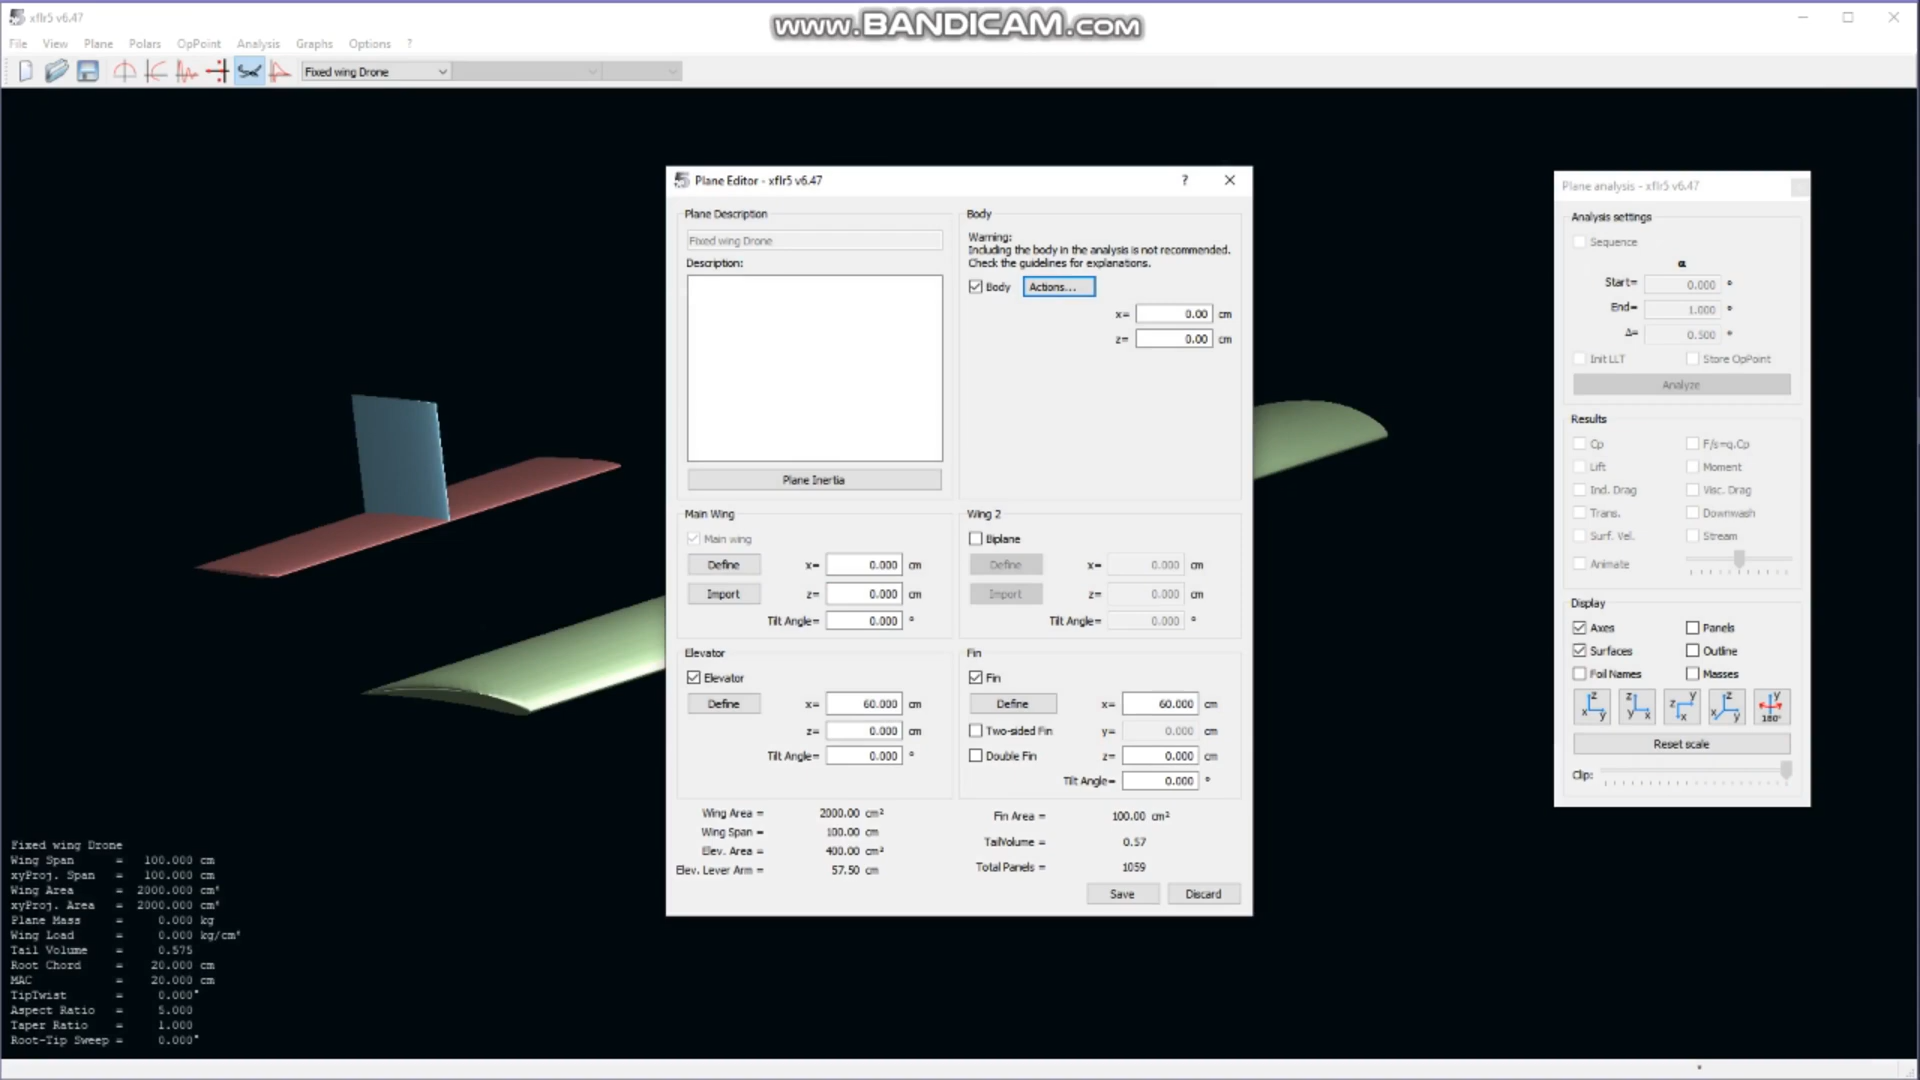 xflr5 v6.47
www.BANDICAM.com
File View Plane Polars OpPoint Analysis Graphs Options ?
Fixed wing Drone
Plane Editor - xflr5 v6.47
?
Plane Description
Fixed wing Drone
Description:
Plane Inertia
Body
Warning:
Including the body in the analysis is not recommended.
Check the guidelines for explanations.
Body Actions...
x= 0.00 cm
z= 0.00 cm
Main Wing
Main wing
Define x= 0.000 cm
Import z= 0.000 cm
Tilt Angle= 0.000 °
Wing 2
Biplane
Define x= 0.000 cm
Import z= 0.000 cm
Tilt Angle= 0.000 °
Elevator
Elevator
Define x= 60.000 cm
z= 0.000 cm
Tilt Angle= 0.000 °
Fin
Fin
Define x= 60.000 cm
Two-sided Fin y= 0.000 cm
Double Fin z= 0.000 cm
Tilt Angle= 0.000 °
Wing Area = 2000.00 cm²
Wing Span = 100.00 cm
Elev. Area = 400.00 cm²
Elev. Lever Arm = 57.50 cm
Fin Area = 100.00 cm²
TailVolume = 0.57
Total Panels = 1059
Save Discard
Plane analysis - xflr5 v6.47
Analysis settings
Sequence
α
Start= 0.000 °
End= 1.000 °
Δ= 0.500 °
Init LLT Store OpPoint
Analyze
Results
Cp F/s=q.Cp
Lift Moment
Ind. Drag Visc. Drag
Trans. Downwash
Surf. Vel. Stream
Animate
Display
Axes Panels
Surfaces Outline
Foil Names Masses
z x y
z y x
z y x
z x y
y 180°
Reset scale
Clip:
Fixed wing Drone
Wing Span = 100.000 cm
xyProj. Span = 100.000 cm
Wing Area = 2000.000 cm²
xyProj. Area = 2000.000 cm²
Plane Mass = 0.000 kg
Wing Load = 0.000 kg/cm²
Tail Volume = 0.575
Root Chord = 20.000 cm
MAC = 20.000 cm
TipTwist = 0.000°
Aspect Ratio = 5.000
Taper Ratio = 1.000
Root-Tip Sweep = 0.000°